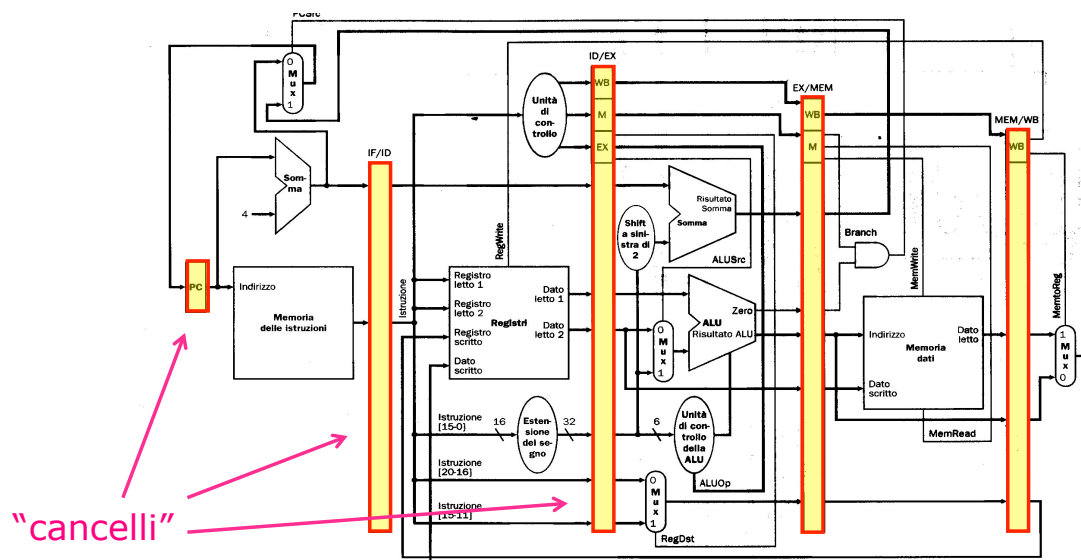 PCSrc
0
M
u
x
1
ID/EX
WB
M
EX
Unità
di
con-
trollo
EX/MEM
WB
M
MEM/WB
WB
IF/ID
Som-
ma
4
Risultato
Somma
Somma
Shift
a sini-
stra di
2
Branch
RegWrite
ALUSrc
MemWrite
MemtoReg
PC
Indirizzo
Memoria
delle istruzioni
Istruzione
Registro
letto 1
Registro
letto 2
Registro
scritto
Dato
scritto
Registri
Dato
letto 1
Dato
letto 2
0
M
u
x
1
ALU
Zero
Risultato ALU
Indirizzo
Dato
letto
Memoria
dati
Dato
scritto
MemRead
1
M
u
x
0
Istruzione
[15-0]
16
Esten-
sione
del se-
gno
32
6
Unità
di con-
trollo
della
ALU
ALUOp
Istruzione
[20-16]
Istruzione
[15-11]
0
M
u
x
1
RegDst
“cancelli”